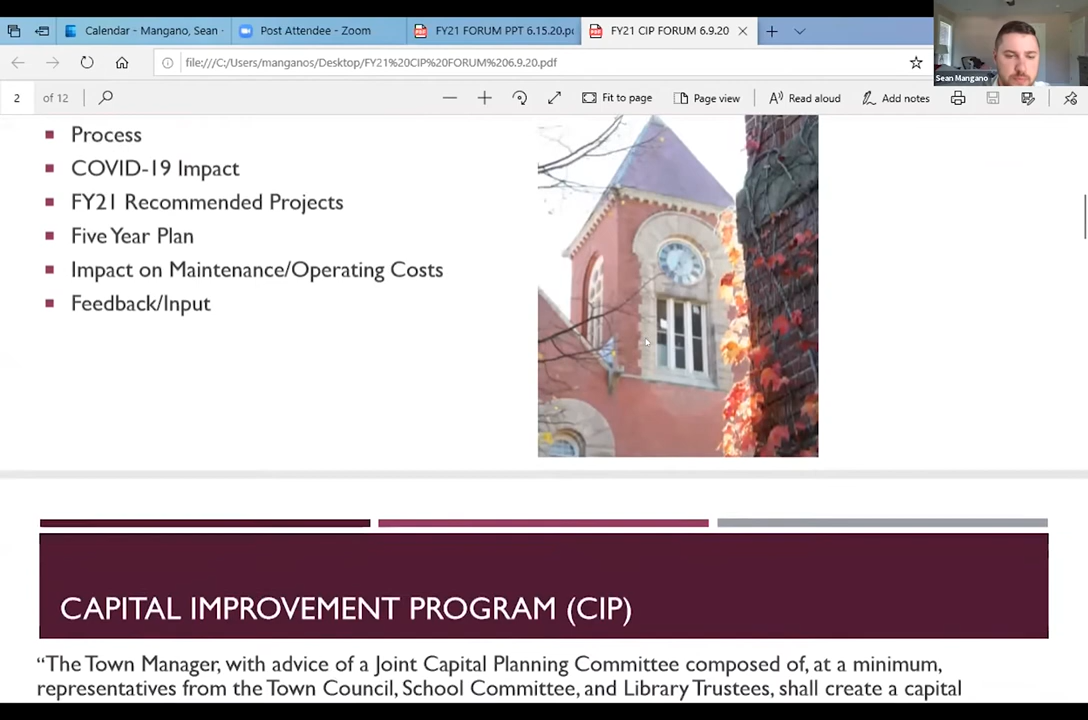 Calendar - Mangano, Sean
Post Attendee - Zoom
FY21 FORUM PPT 6.15.20.p
FY21 CIP FORUM 6.9.20
file:///C:/Users/manganos/Desktop/FY21%20CIP%20FORUM%206.9.20.pdf
Sean Mangano
2 of 12
Fit to page
Page view
Read aloud
Add notes
Process
COVID-19 Impact
FY21 Recommended Projects
Five Year Plan
Impact on Maintenance/Operating Costs
Feedback/Input
CAPITAL IMPROVEMENT PROGRAM (CIP)
“The Town Manager, with advice of a Joint Capital Planning Committee composed of, at a minimum,
representatives from the Town Council, School Committee, and Library Trustees, shall create a capital